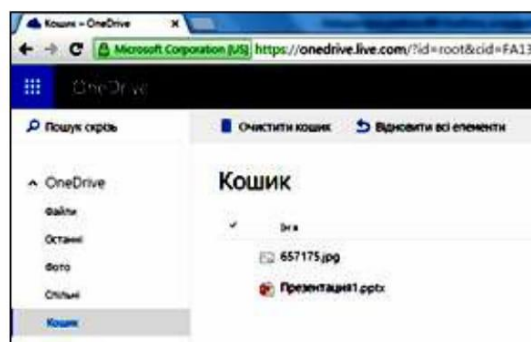 Кошик – OneDrive
Microsoft Corporation [US] https://onedrive.live.com/?id=root&cid=FA13
OneDrive
Пошук скрізь
Очистити кошик Відновити всі елементи
OneDrive
Файли
Останні
Фото
Спільні
Кошик
Кошик
Ім'я
657175.jpg
Презентация1.pptx